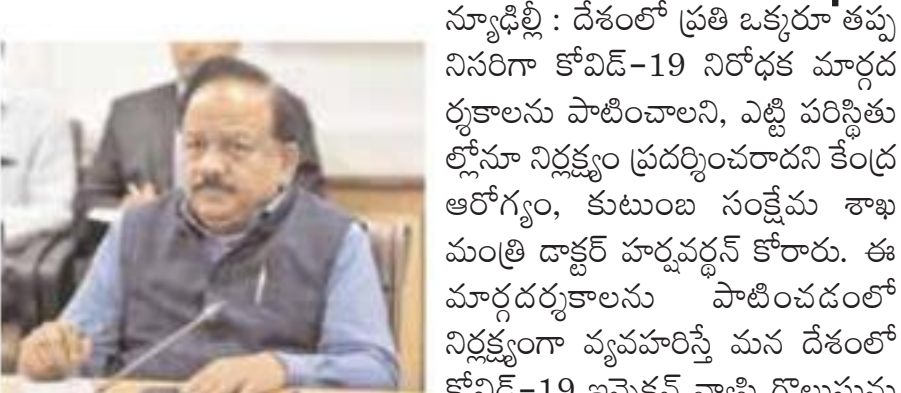 న్యూఢిల్లీ : దేశంలో ప్రతి ఒక్కరూ తప్ప
నిసరిగా కోవిడ్-19 నిరోధక మార్గద
ర్శకాలను పాటించాలని, ఎట్టి పరిస్థితు
ల్లోనూ నిర్లక్ష్యం ప్రదర్శించరాదని కేంద్ర
ఆరోగ్యం, కుటుంబ సంక్షేమ శాఖ
మంత్రి డాక్టర్ హర్షవర్ధన్ కోరారు. ఈ
మార్గదర్శకాలను పాటించడంలో
నిర్లక్ష్యంగా వ్యవహరిస్తే మన దేశంలో
కోవిడ్-19